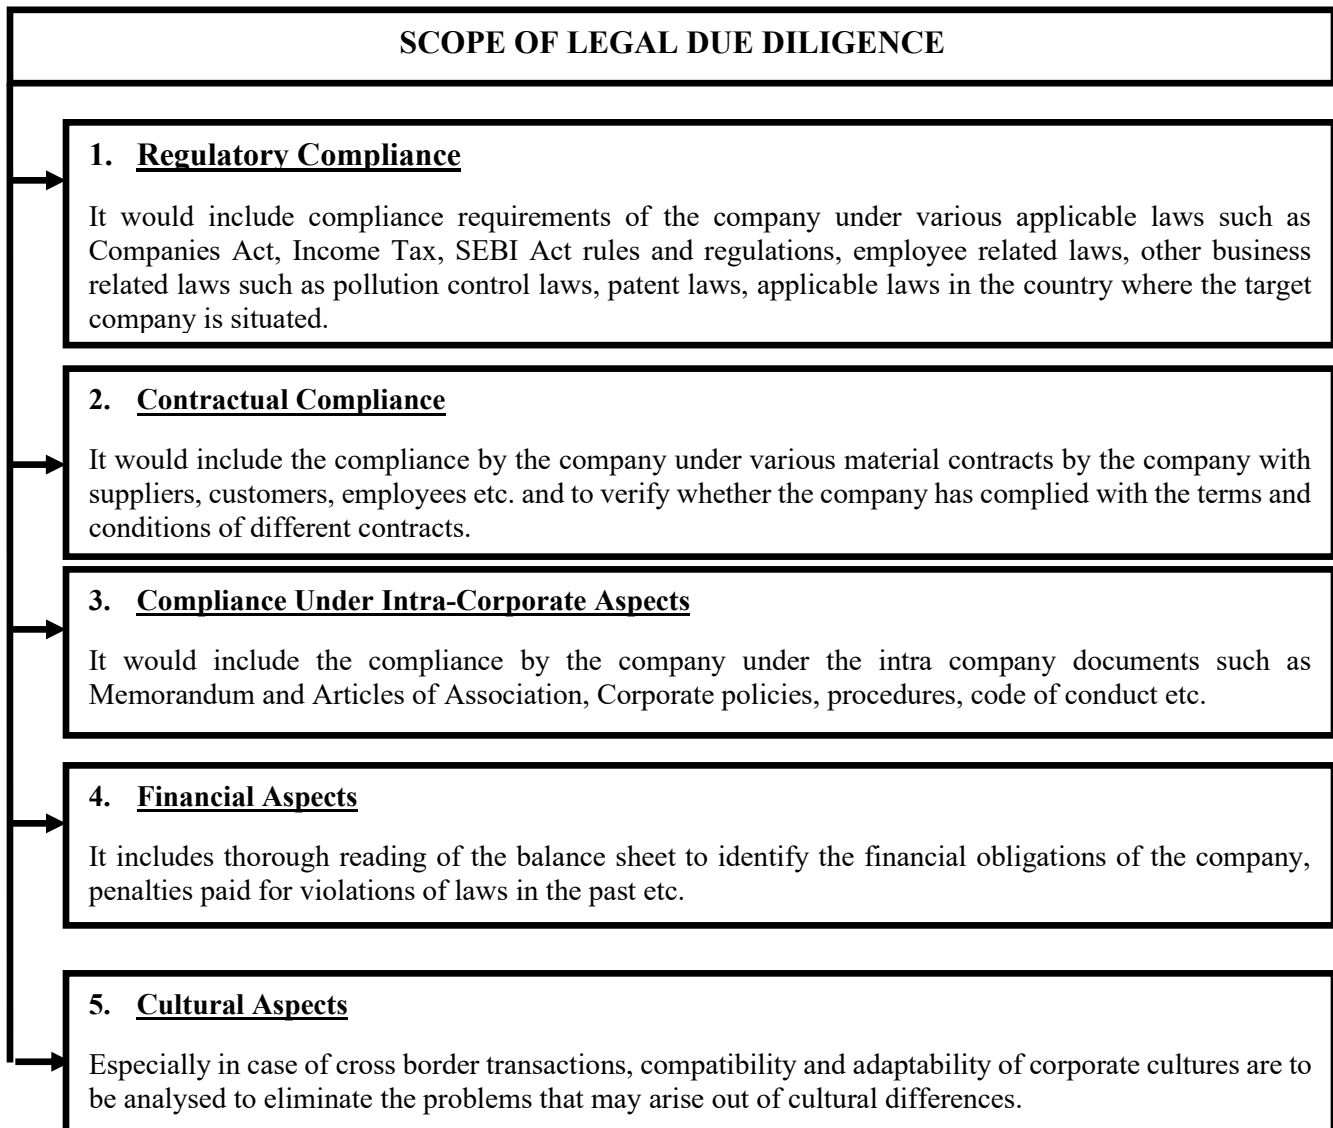 SCOPE OF LEGAL DUE DILIGENCE
1. Regulatory Compliance
It would include compliance requirements of the company under various applicable laws such as
Companies Act, Income Tax, SEBI Act rules and regulations, employee related laws, other business
related laws such as pollution control laws, patent laws, applicable laws in the country where the target
company is situated.
2. Contractual Compliance
It would include the compliance by the company under various material contracts by the company with
suppliers, customers, employees etc. and to verify whether the company has complied with the terms and
conditions of different contracts.
3. Compliance Under Intra-Corporate Aspects
It would include the compliance by the company under the intra company documents such as
Memorandum and Articles of Association, Corporate policies, procedures, code of conduct etc.
4. Financial Aspects
It includes thorough reading of the balance sheet to identify the financial obligations of the company,
penalties paid for violations of laws in the past etc.
5. Cultural Aspects
Especially in case of cross border transactions, compatibility and adaptability of corporate cultures are to
be analysed to eliminate the problems that may arise out of cultural differences.